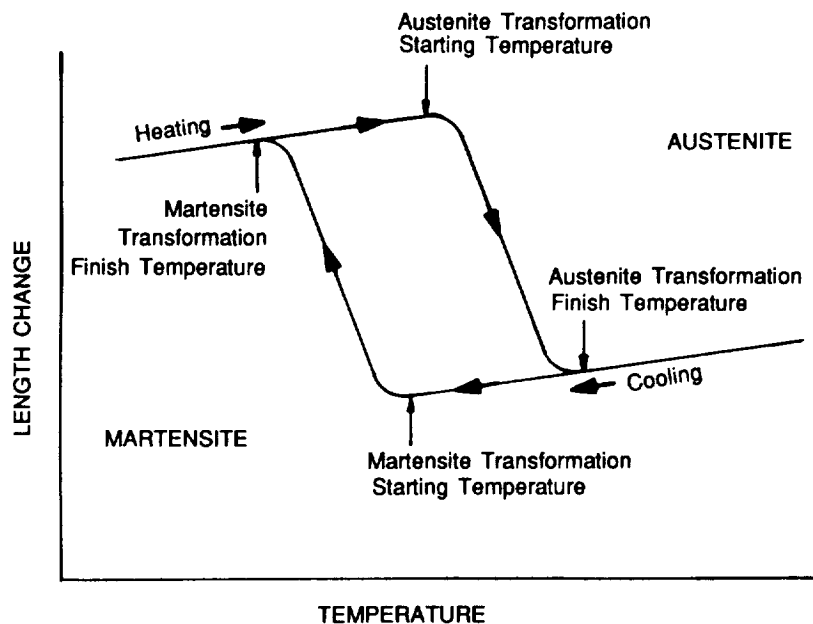 Austenite Transformation
Starting Temperature
Heating
AUSTENITE
Martensite
Transformation
Finish Temperature
Austenite Transformation
Finish Temperature
LENGTH CHANGE
Cooling
MARTENSITE
Martensite Transformation
Starting Temperature
TEMPERATURE